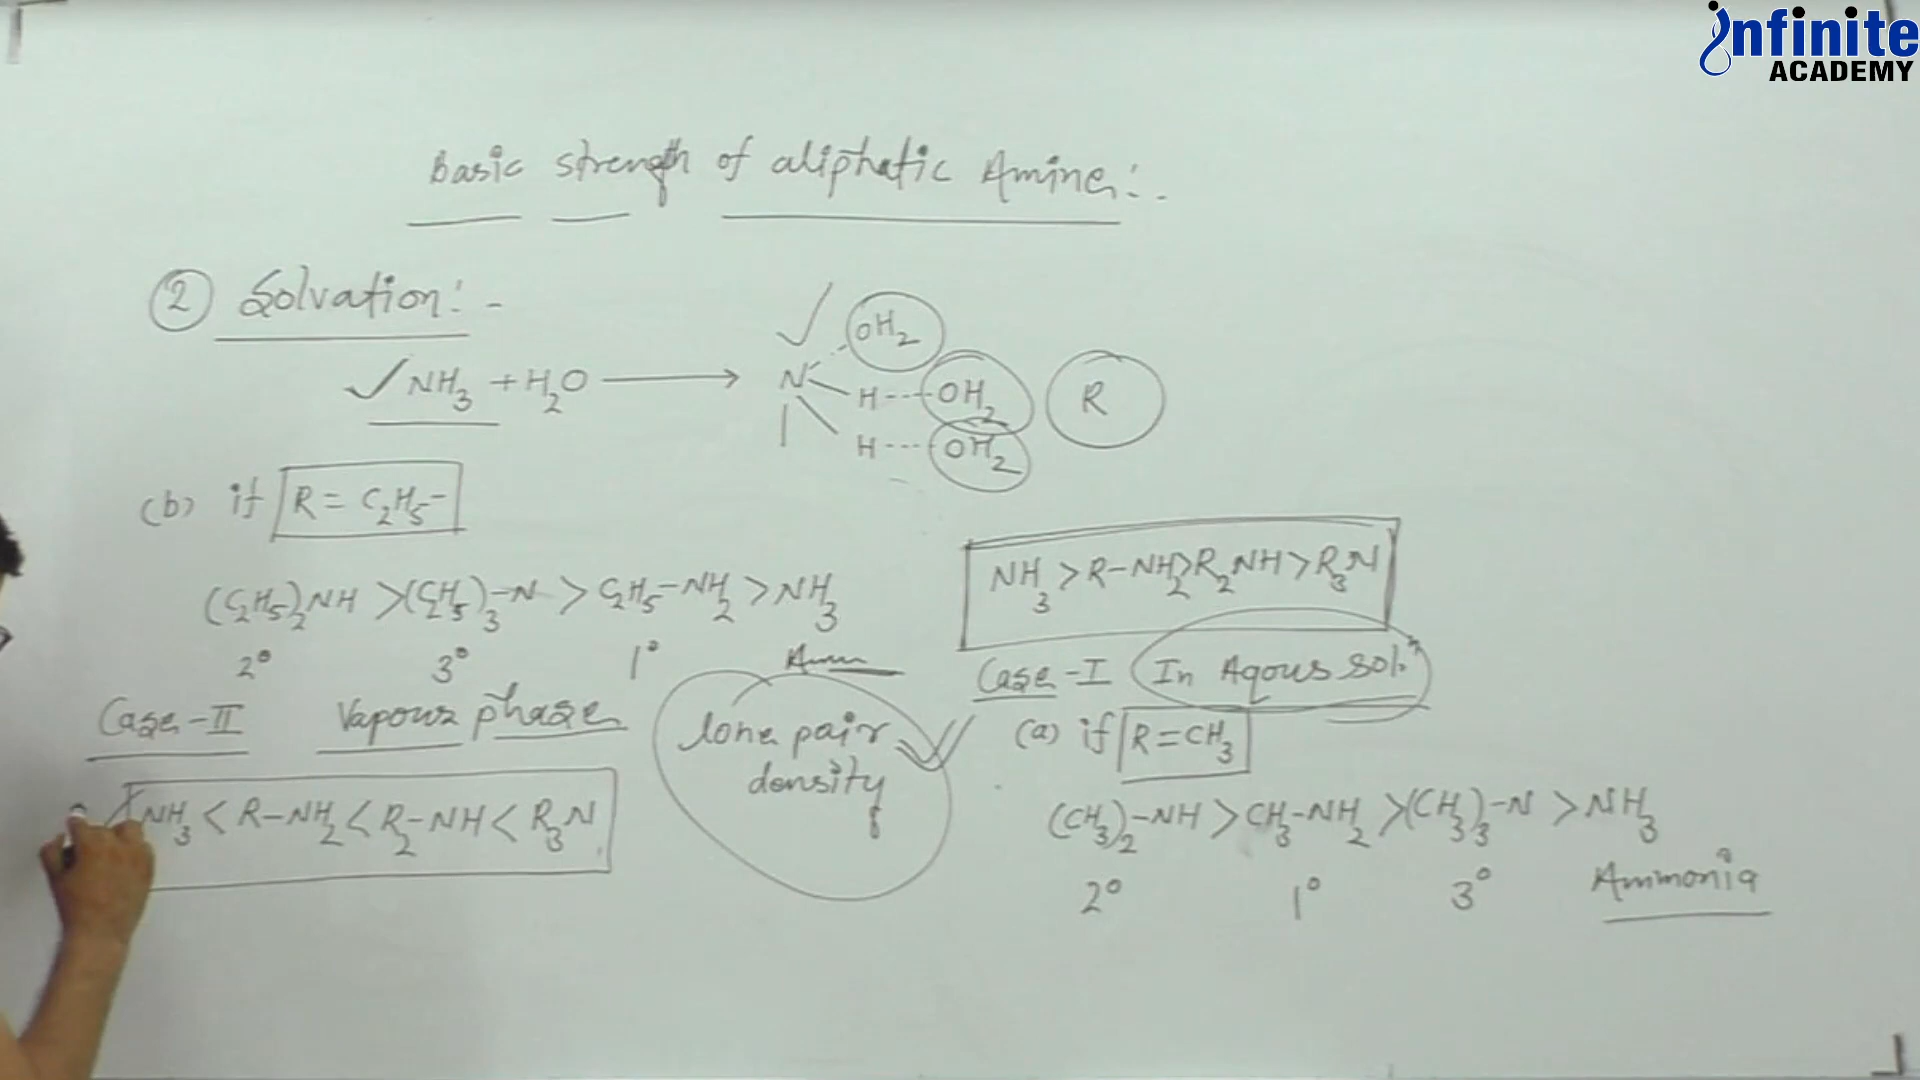 infinite
ACADEMY
Basic strength of aliphatic Amine:-
② Solvation:-
NH₃ + H₂O ⟶ N
OH₂
H---OH₂
H---OH₂
R
(b) if R = C₂H₅-
(C₂H₅)₂NH > (C₂H₅)₃-N > C₂H₅-NH₂ > NH₃
2° 3° 1°
Case-II Vapour phase
NH₃ < R-NH₂ < R₂-NH < R₃N
lone pair
density
NH₃ > R-NH₂ > R₂NH > R₃N
Case-I In Aqous solⁿ
(a) if R = CH₃
(CH₃)₂-NH > CH₃-NH₂ > (CH₃)₃-N > NH₃
2° 1° 3° Ammonia